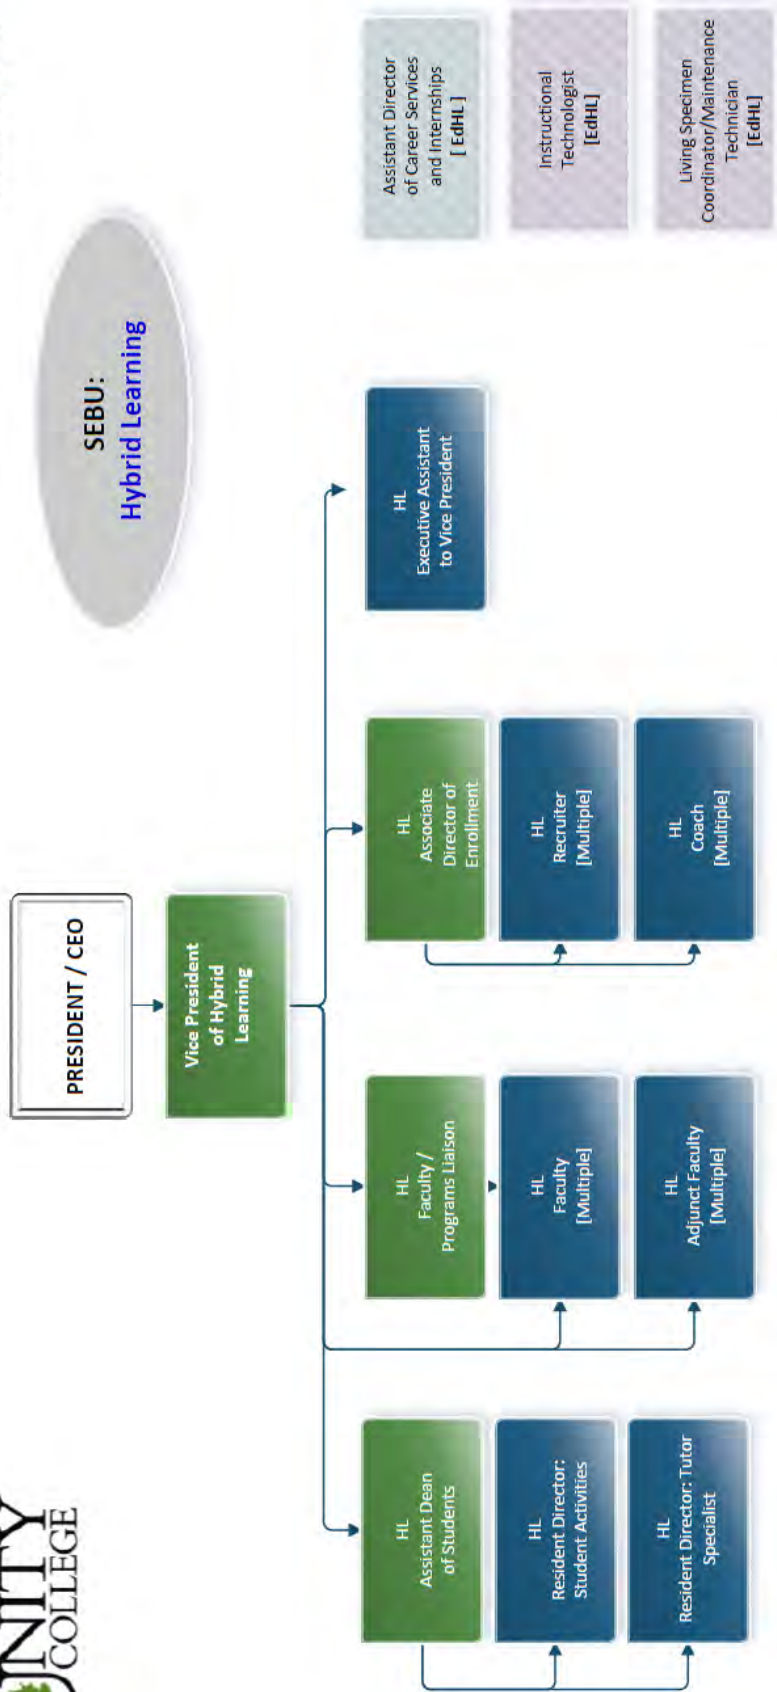 UNITY
COLLEGE
SEBU:
Hybrid Learning
PRESIDENT / CEO
Vice President
of Hybrid
Learning
HL
Assistant Dean
of Students
HL
Resident Director:
Student Activities
HL
Resident Director: Tutor
Specialist
HL
Faculty /
Programs Liaison
HL
Faculty
[Multiple]
HL
Adjunct Faculty
[Multiple]
HL
Associate
Director of
Enrollment
HL
Recruiter
[Multiple]
HL
Coach
[Multiple]
HL
Executive Assistant
to Vice President
Assistant Director
of Career Services
and Internships
[ EdHL ]
Instructional
Technologist
[EdHL]
Living Specimen
Coordinator/Maintenance
Technician
[EdHL]